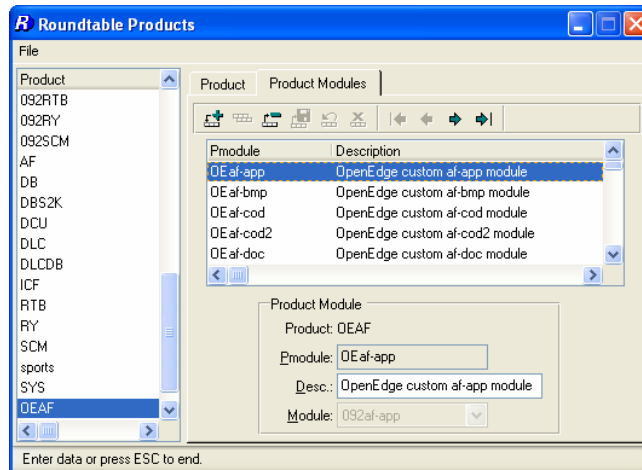 Roundtable Products
File
Product
092RTB
092RY
092SCM
AF
DB
DBS2K
DCU
DLC
DLCDB
ICF
RTB
RY
SCM
sports
SYS
OEAF
Product Product Modules
Pmodule Description
OEaf-app OpenEdge custom af-app module
OEaf-bmp OpenEdge custom af-bmp module
OEaf-cod OpenEdge custom af-cod module
OEaf-cod2 OpenEdge custom af-cod2 module
OEaf-doc OpenEdge custom af-doc module
Product Module
Product: OEAF
Pmodule: OEaf-app
Desc.: OpenEdge custom af-app module
Module: 092af-app
Enter data or press ESC to end.